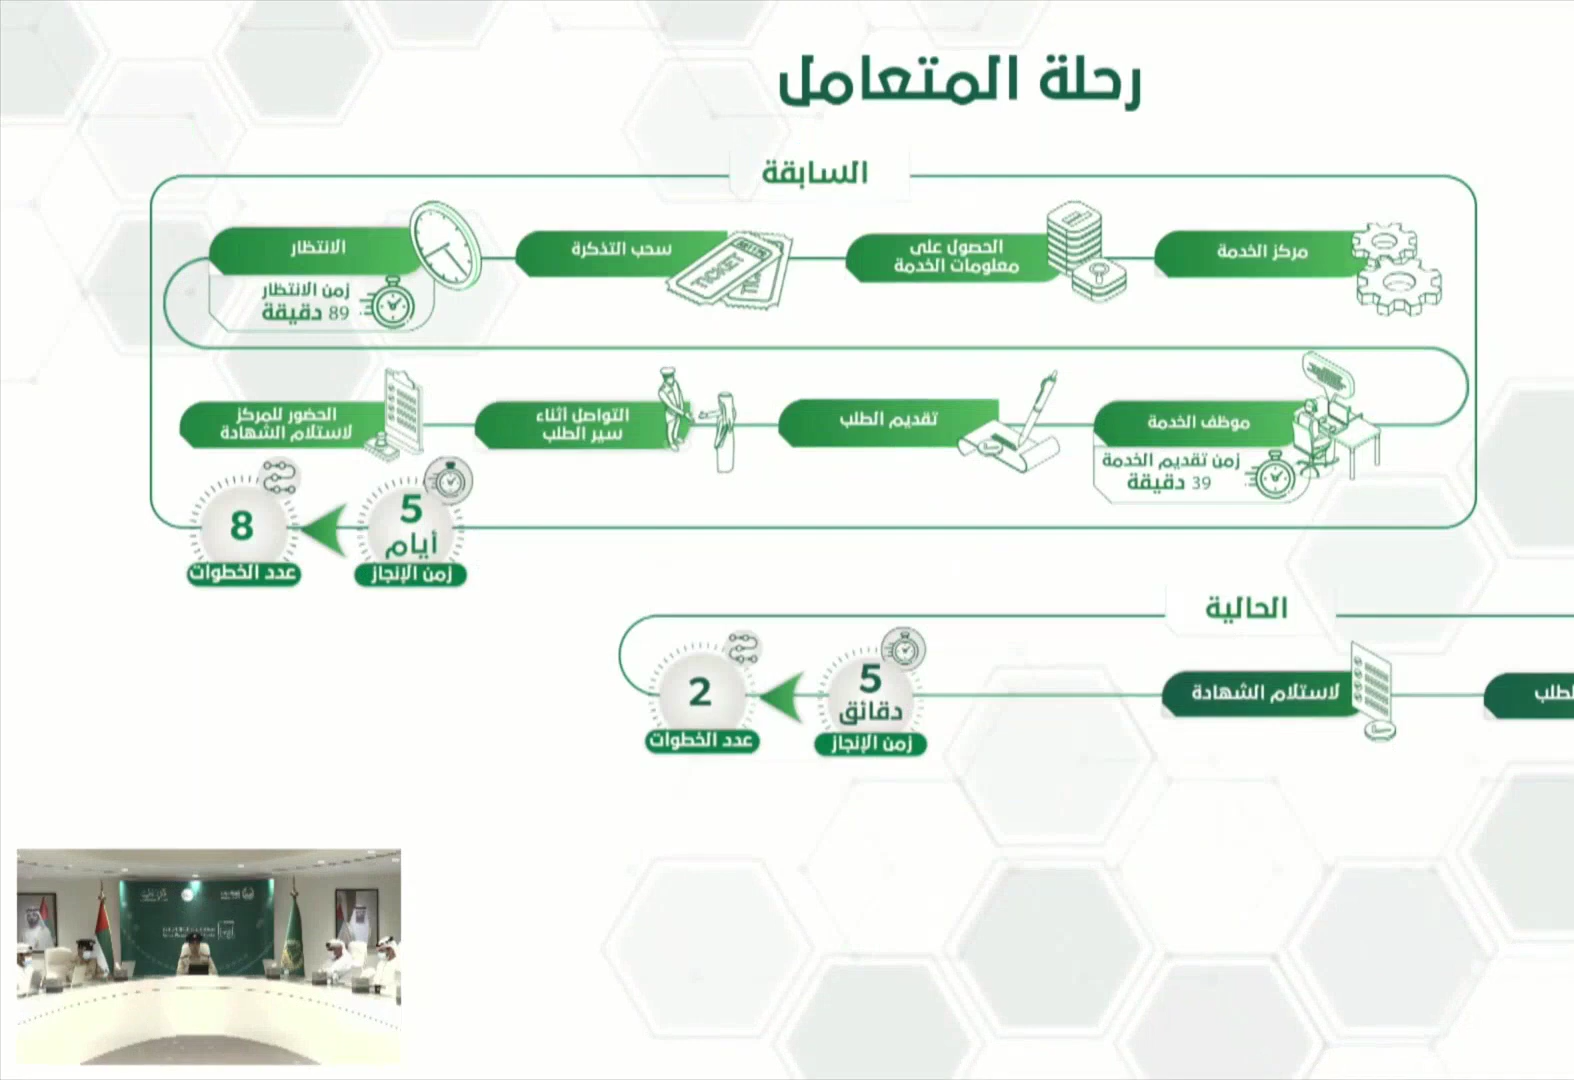 رحلة المتعامل
السابقة
مركز الخدمة
الحصول على
معلومات الخدمة
سحب التذكرة
TICKET
الانتظار
زمن الانتظار
89 دقيقة
موظف الخدمة
زمن تقديم الخدمة
39 دقيقة
تقديم الطلب
التواصل أثناء
سير الطلب
الحضور للمركز
لاستلام الشهادة
5
أيام
زمن الإنجاز
8
عدد الخطوات
الحالية
لاستلام الشهادة
5
دقائق
زمن الإنجاز
2
عدد الخطوات